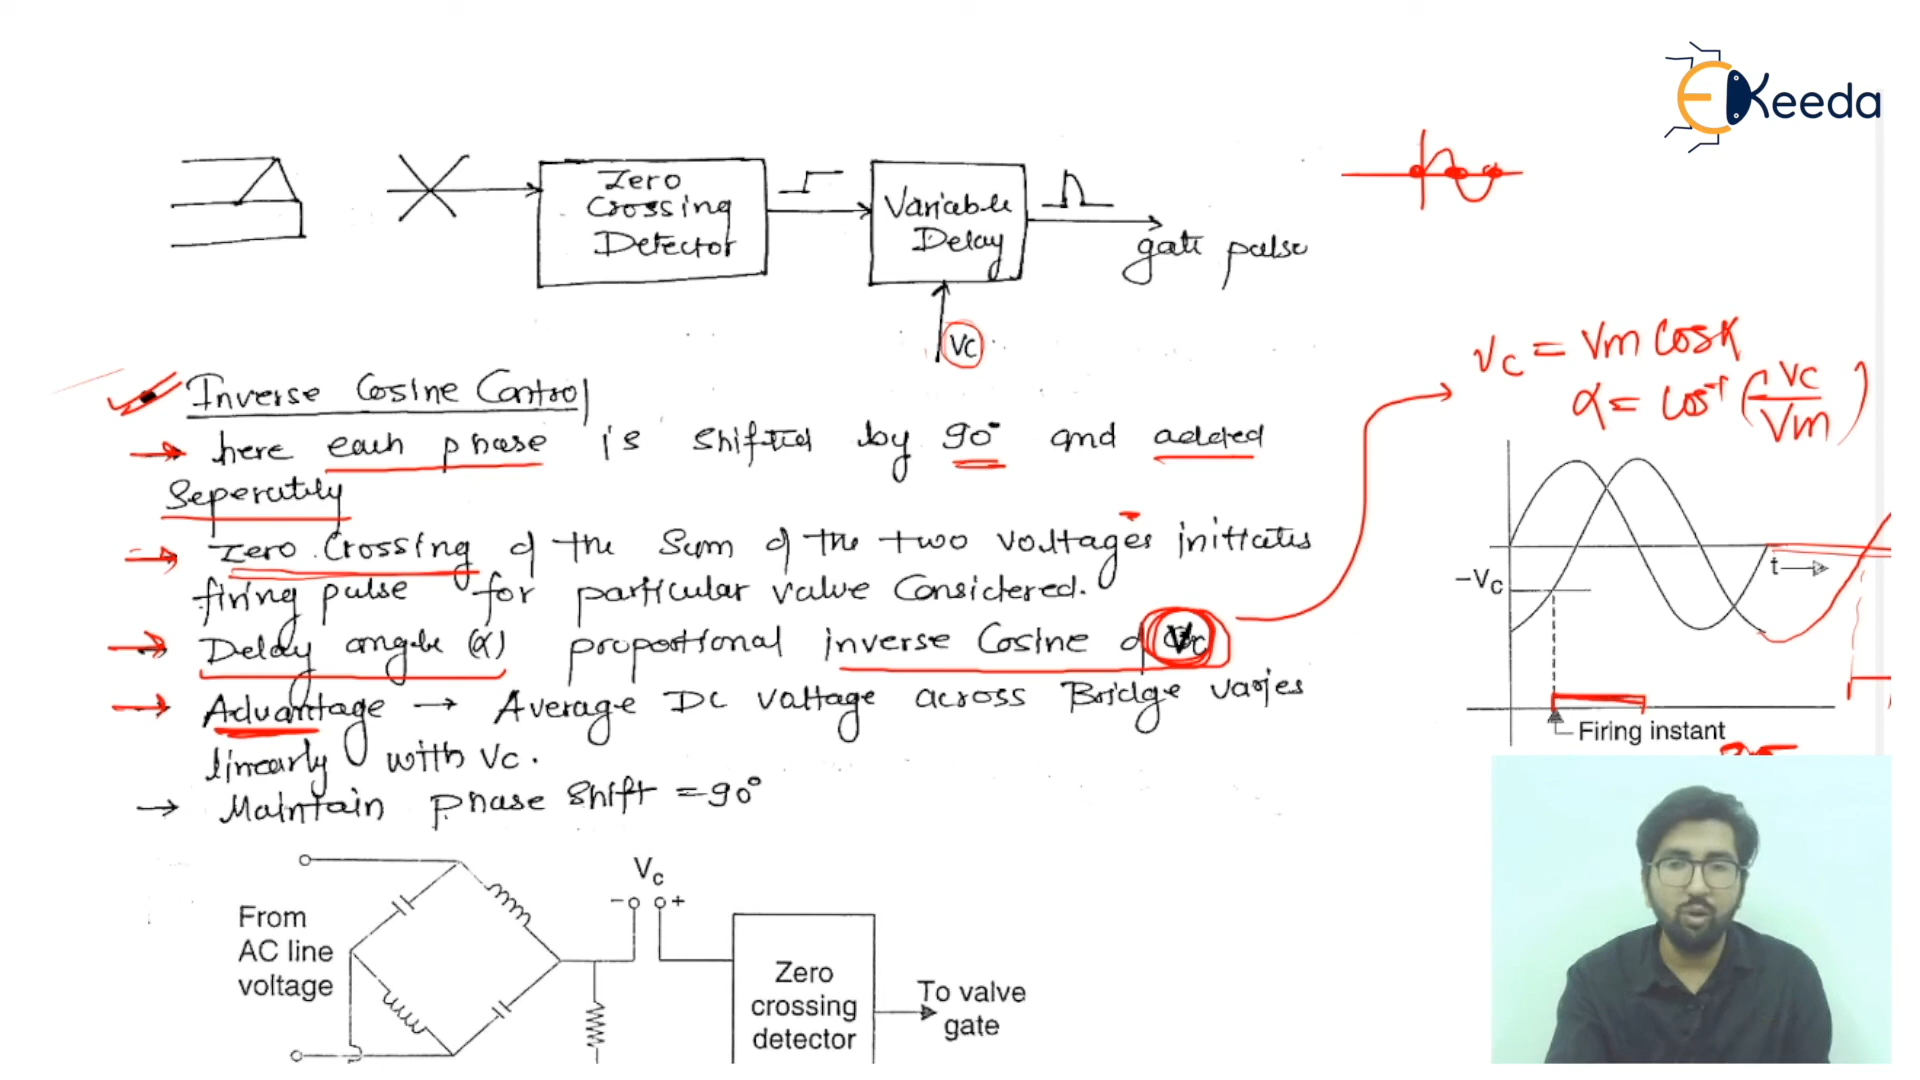 EKeeda
Zero
Crossing
Detector
Variable
Delay
gate pulse
Vc
Vc = Vm cosα
α = cos⁻¹ (Vc/Vm)
Inverse Cosine Control
→ here each phase is shifted by 90° and added
Seperately
→ Zero Crossing of the sum of the two voltages initiates
firing pulse for particular value Considered.
→ Delay angle (α) proportional inverse Cosine of Vc
→ Advantage → Average DC voltage across Bridge varies
linearly with Vc.
→ Maintain phase shift = 90°
−Vc
t
Firing instant
From
AC line
voltage
Vc
- +
Zero
crossing
detector
To valve
gate